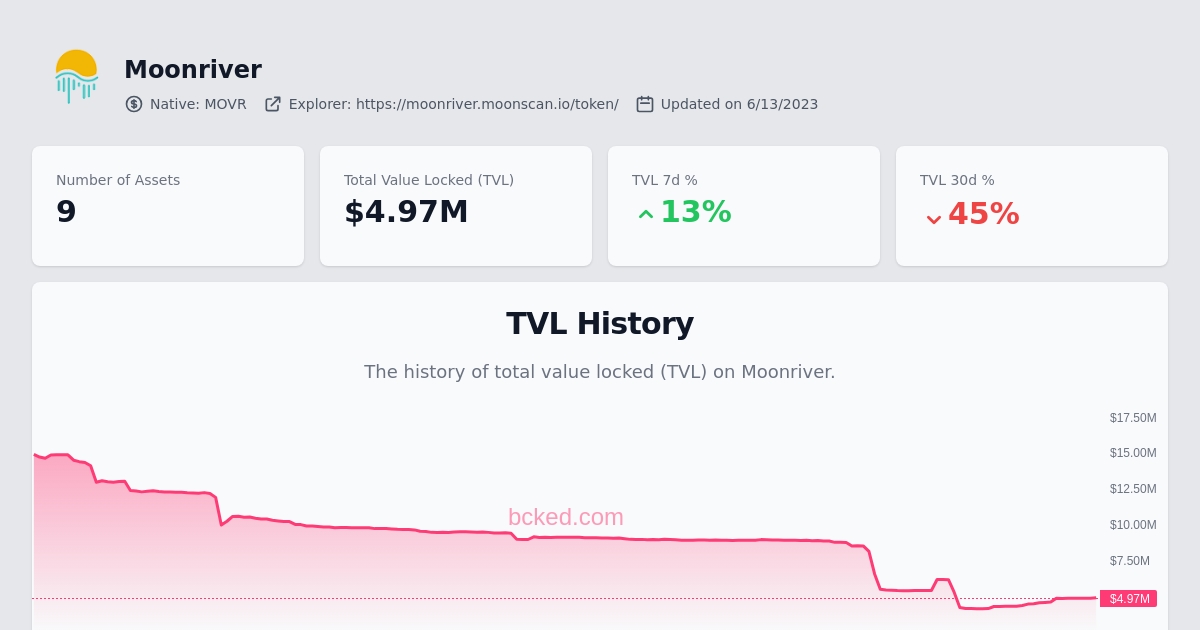 Moonriver
Native: MOVR Explorer: https://moonriver.moonscan.io/token/ Updated on 6/13/2023
Number of Assets
9
Total Value Locked (TVL)
$4.97M
TVL 7d %
13%
TVL 30d %
45%
TVL History
The history of total value locked (TVL) on Moonriver.
$17.50M
$15.00M
$12.50M
$10.00M
$7.50M
$4.97M
bcked.com